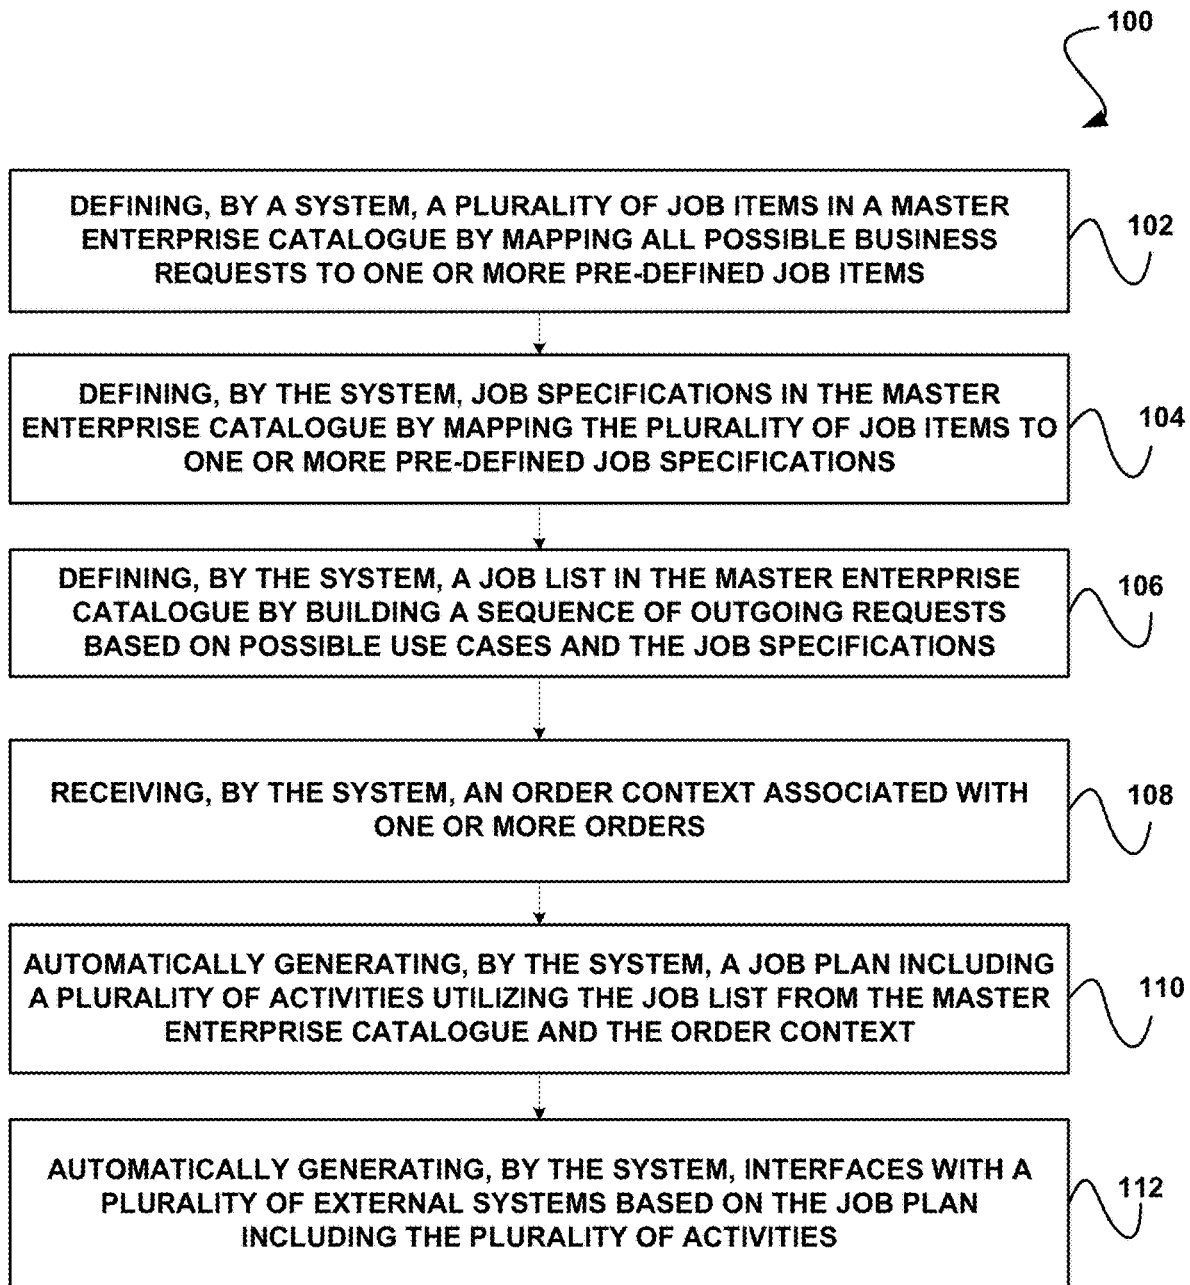 100
DEFINING, BY A SYSTEM, A PLURALITY OF JOB ITEMS IN A MASTER
ENTERPRISE CATALOGUE BY MAPPING ALL POSSIBLE BUSINESS
REQUESTS TO ONE OR MORE PRE-DEFINED JOB ITEMS
102
DEFINING, BY THE SYSTEM, JOB SPECIFICATIONS IN THE MASTER
ENTERPRISE CATALOGUE BY MAPPING THE PLURALITY OF JOB ITEMS TO
ONE OR MORE PRE-DEFINED JOB SPECIFICATIONS
104
DEFINING, BY THE SYSTEM, A JOB LIST IN THE MASTER ENTERPRISE
CATALOGUE BY BUILDING A SEQUENCE OF OUTGOING REQUESTS
BASED ON POSSIBLE USE CASES AND THE JOB SPECIFICATIONS
106
RECEIVING, BY THE SYSTEM, AN ORDER CONTEXT ASSOCIATED WITH
ONE OR MORE ORDERS
108
AUTOMATICALLY GENERATING, BY THE SYSTEM, A JOB PLAN INCLUDING
A PLURALITY OF ACTIVITIES UTILIZING THE JOB LIST FROM THE MASTER
ENTERPRISE CATALOGUE AND THE ORDER CONTEXT
110
AUTOMATICALLY GENERATING, BY THE SYSTEM, INTERFACES WITH A
PLURALITY OF EXTERNAL SYSTEMS BASED ON THE JOB PLAN
INCLUDING THE PLURALITY OF ACTIVITIES
112